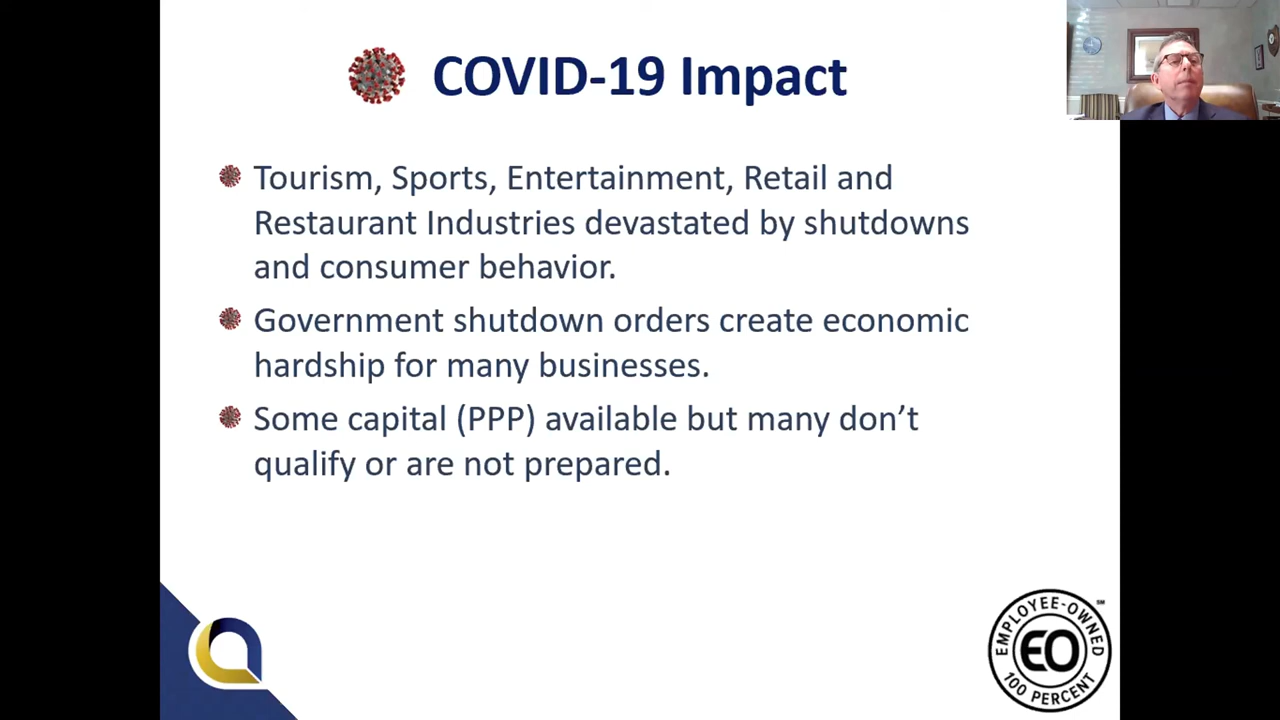 COVID-19 Impact
Tourism, Sports, Entertainment, Retail and
Restaurant Industries devastated by shutdowns
and consumer behavior.
Government shutdown orders create economic
hardship for many businesses.
Some capital (PPP) available but many don’t
qualify or are not prepared.
EMPLOYEE-OWNED
SM
EO
100 PERCENT